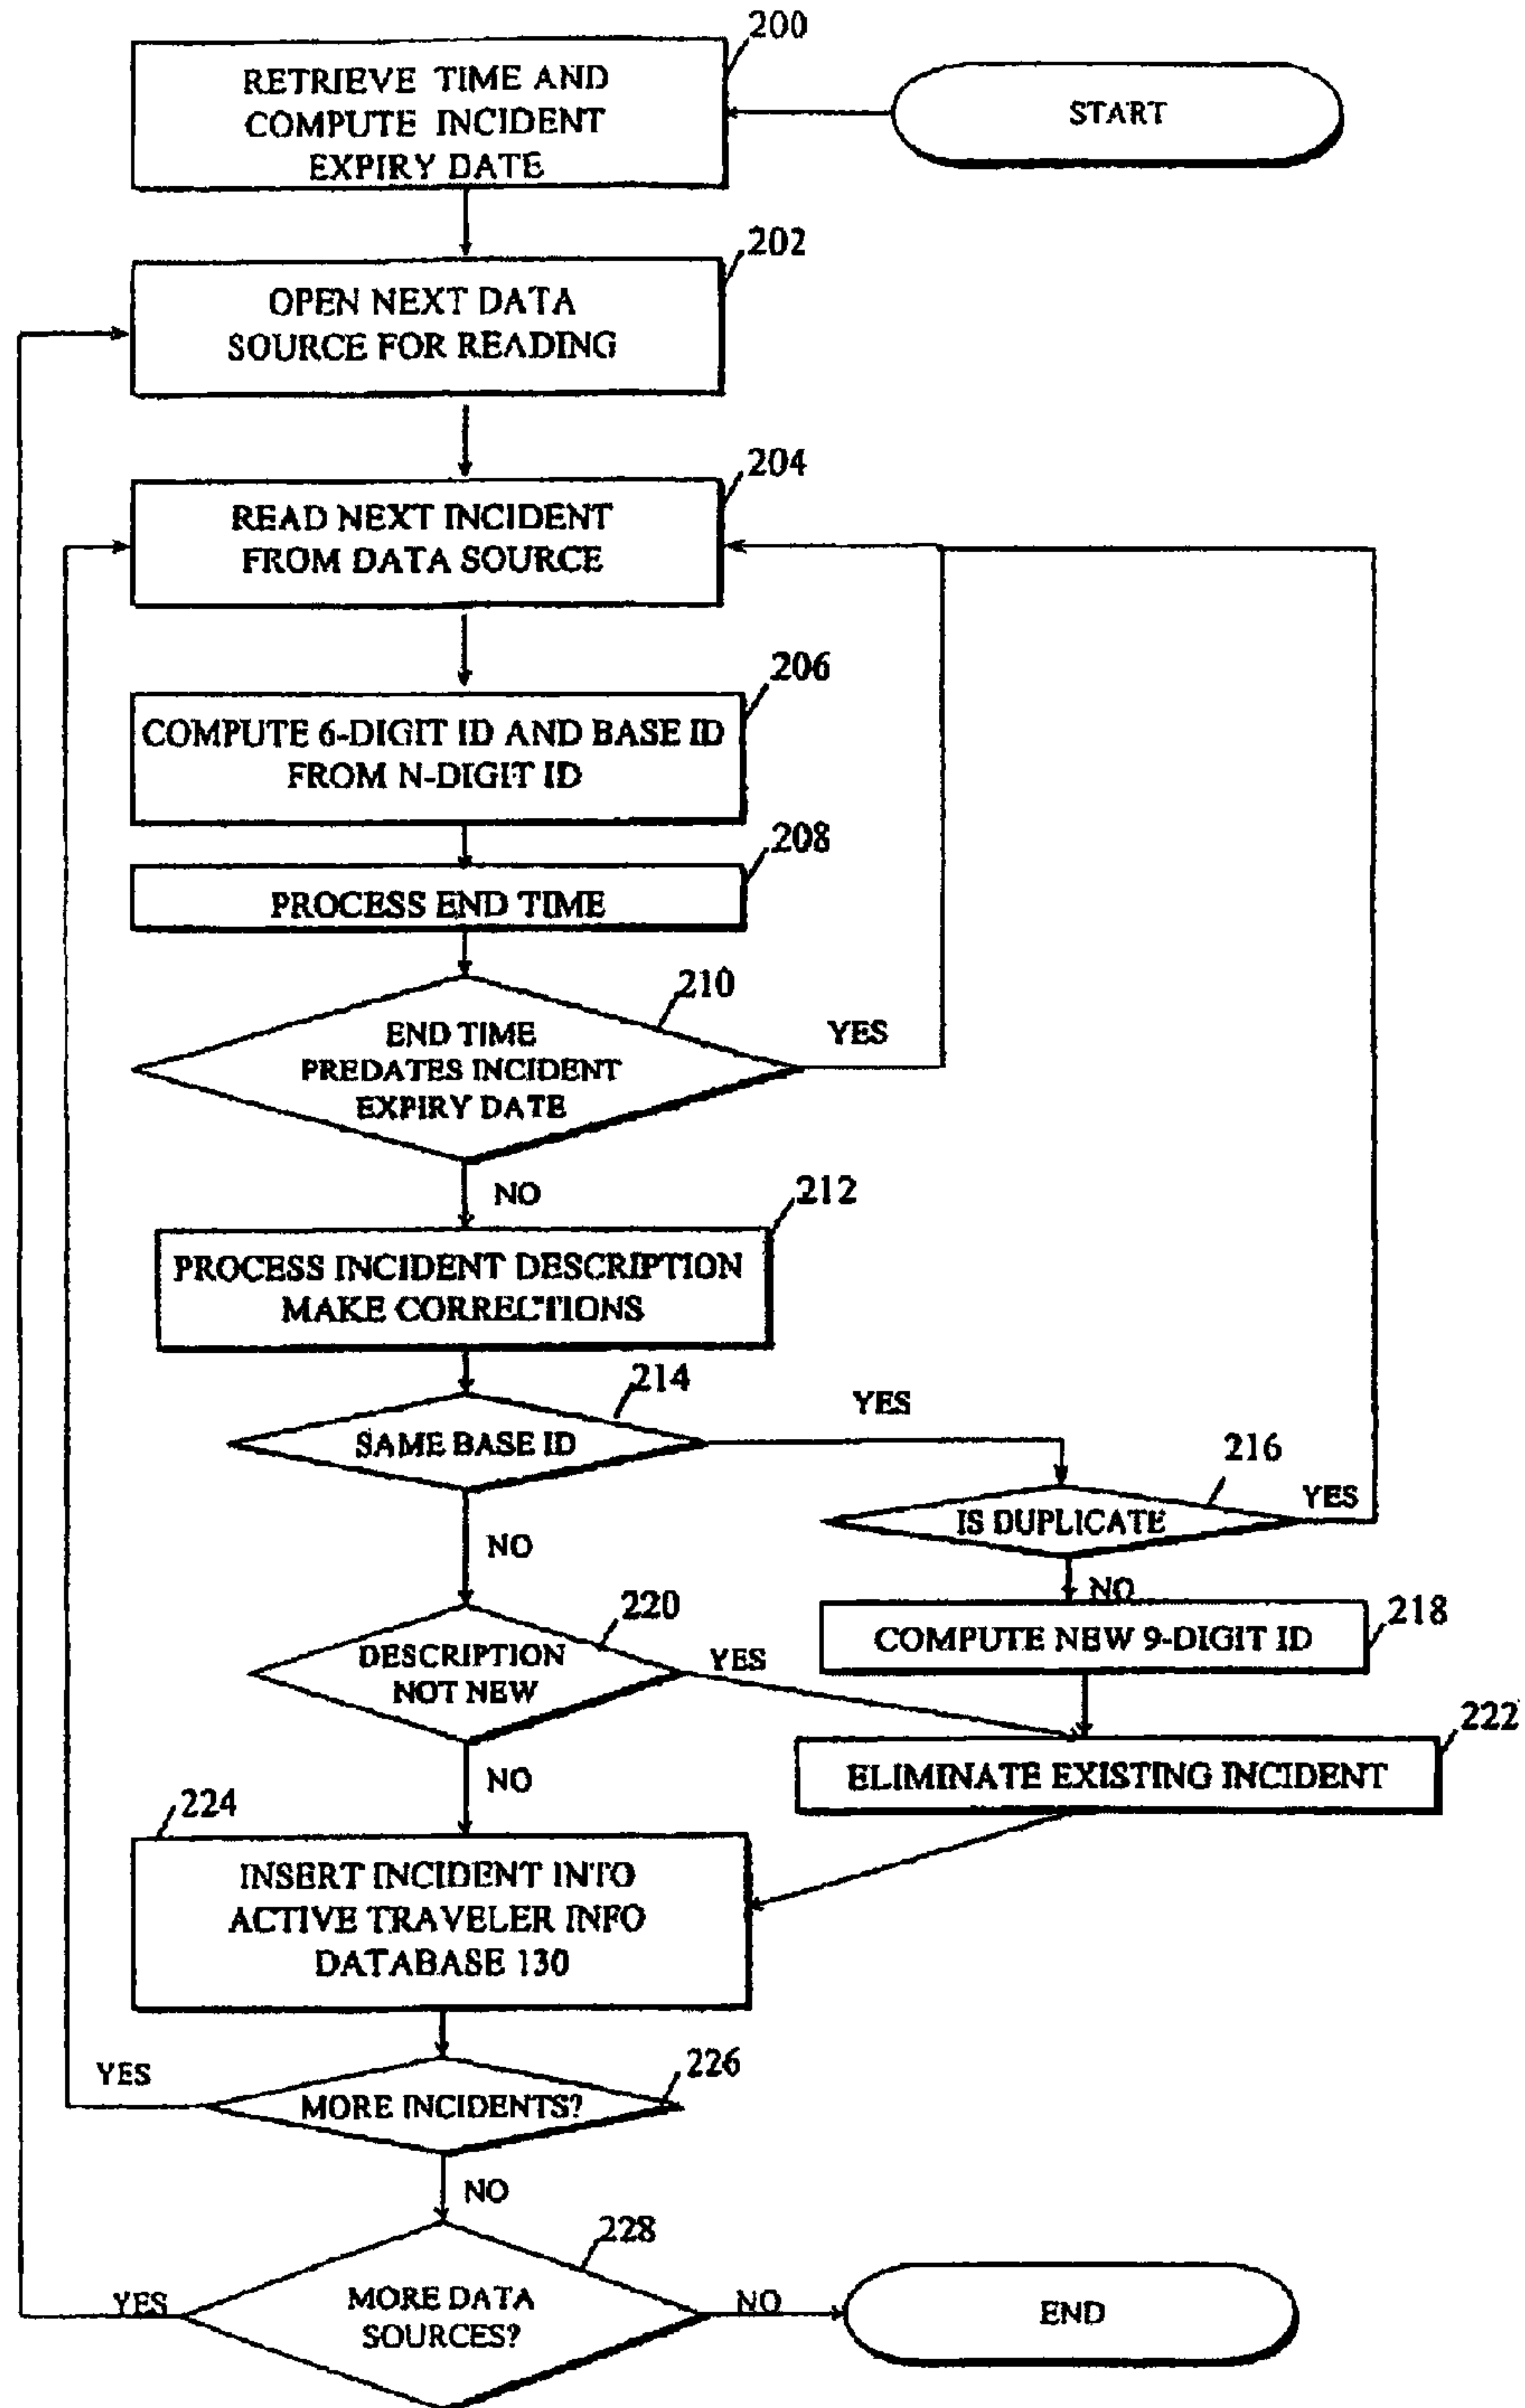 200
RETRIEVE TIME AND
COMPUTE INCIDENT
EXPIRY DATE
START
202
OPEN NEXT DATA
SOURCE FOR READING
204
READ NEXT INCIDENT
FROM DATA SOURCE
206
COMPUTE 6-DIGIT ID AND BASE ID
FROM N-DIGIT ID
208
PROCESS END TIME
210
END TIME
PREDATES INCIDENT
EXPIRY DATE
YES
NO
212
PROCESS INCIDENT DESCRIPTION
MAKE CORRECTIONS
214
SAME BASE ID
YES
216
IS DUPLICATE
YES
NO
NO
218
COMPUTE NEW 9-DIGIT ID
220
DESCRIPTION
NOT NEW
YES
222
ELIMINATE EXISTING INCIDENT
NO
224
INSERT INCIDENT INTO
ACTIVE TRAVELER INFO
DATABASE 130
226
MORE INCIDENTS?
YES
NO
228
MORE DATA
SOURCES?
YES
NO
END